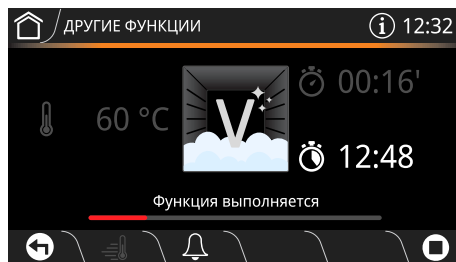 ДРУГИЕ ФУНКЦИИ
i 12:32
00:16'
60 °C
V
12:48
Функция выполняется